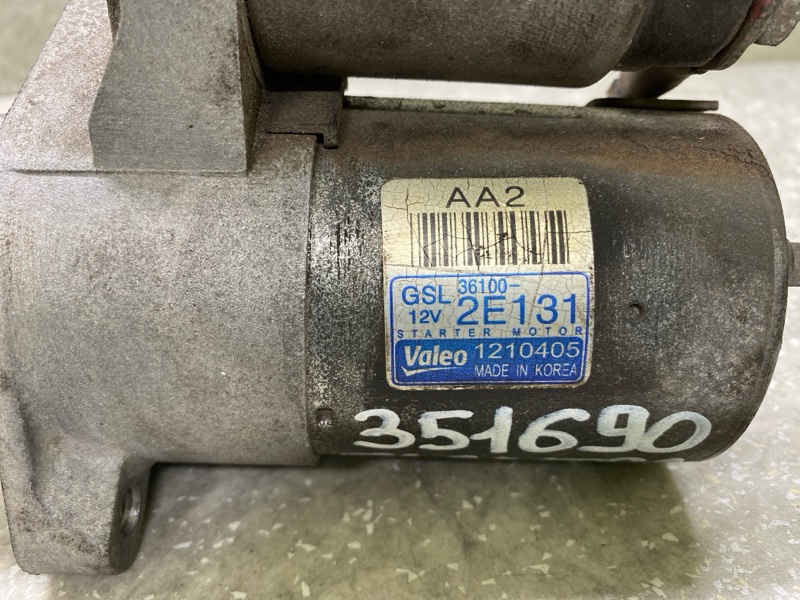 AA2
GSL 36100-
12V 2E131
STARTER MOTOR
Valeo 1210405
MADE IN KOREA
351690